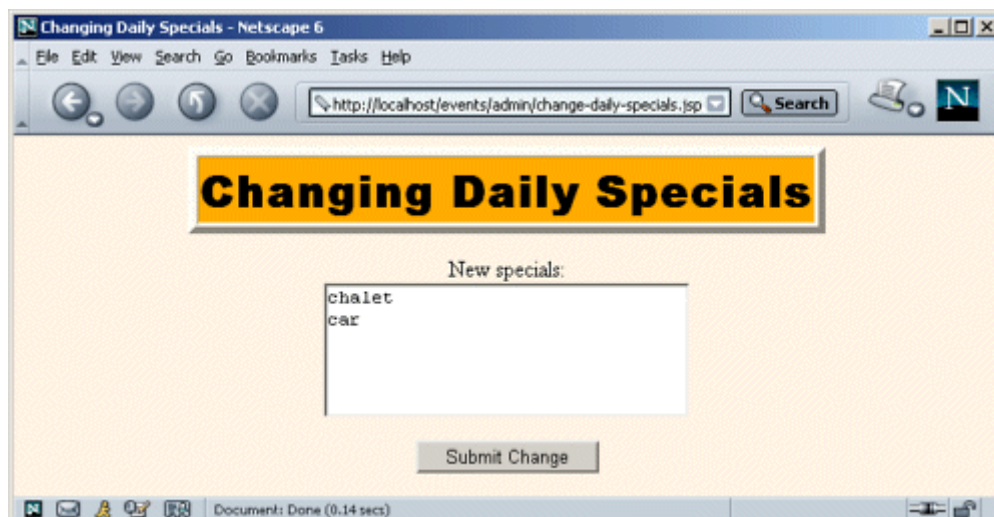 Changing Daily Specials - Netscape 6
File Edit View Search Go Bookmarks Tasks Help
http://localhost/events/admin/change-daily-specials.jsp Search N
Changing Daily Specials
New specials:
chalet
car
Submit Change
Document: Done (0.14 secs)